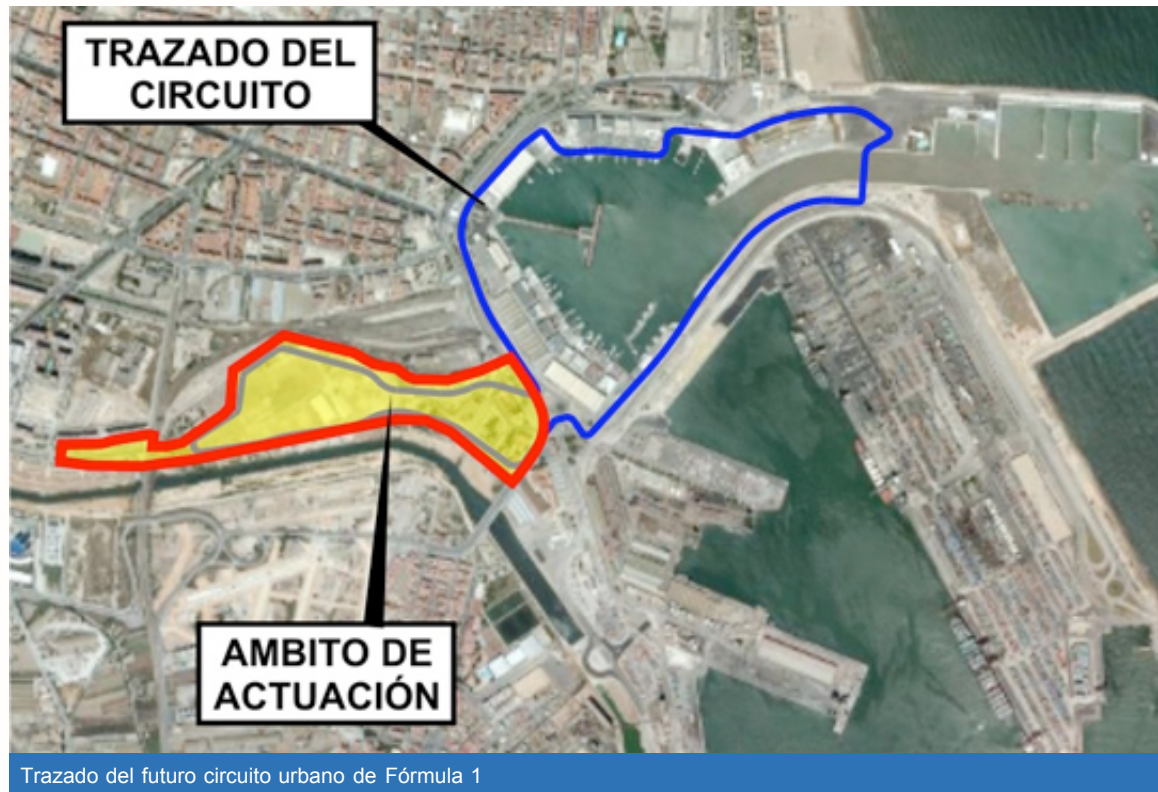 TRAZADO DEL
CIRCUITO
AMBITO DE
ACTUACIÓN
Trazado del futuro circuito urbano de Fórmula 1